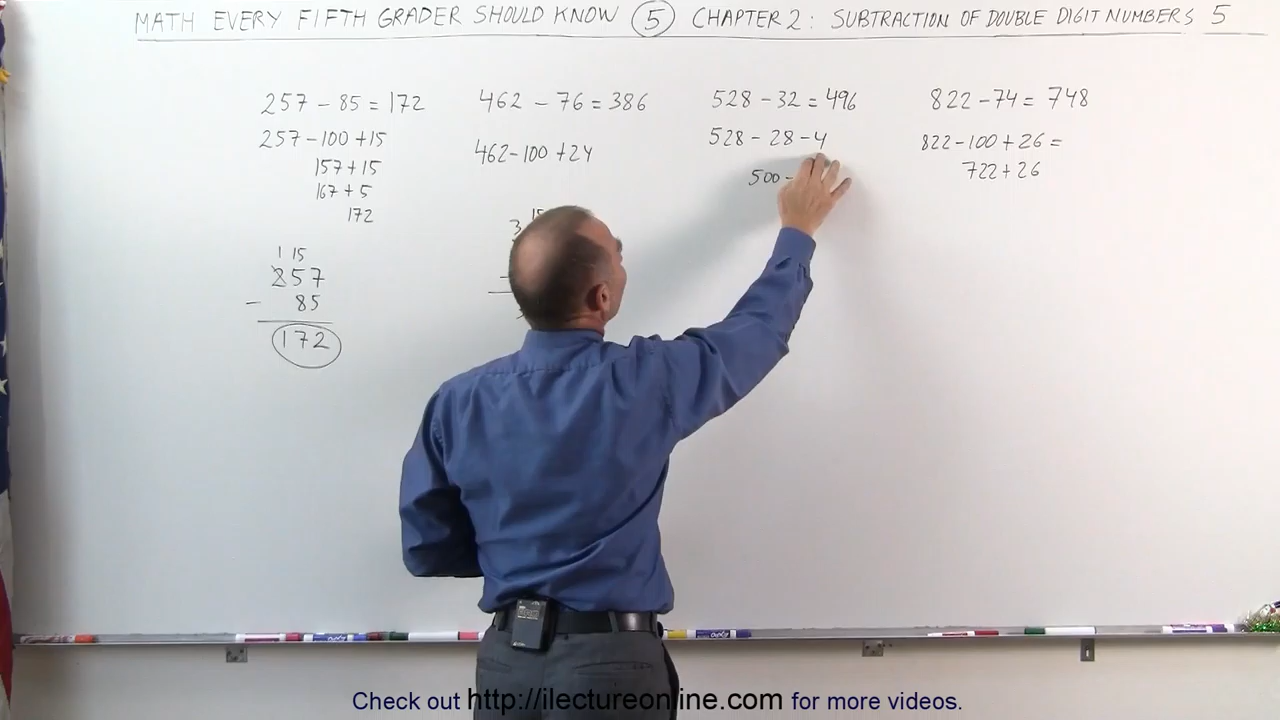 MATH EVERY FIFTH GRADER SHOULD KNOW 5 CHAPTER 2: SUBTRACTION OF DOUBLE DIGIT NUMBERS 5
257 - 85 = 172
257 - 100 + 15
157 + 15
167 + 5
172
1 15
257
- 85
172
462 - 76 = 386
462 - 100 + 24
15
3
528 - 32 = 496
528 - 28 - 4
500 -
822 - 74 = 748
822 - 100 + 26 =
722 + 26
Check out http://ilectureonline.com for more videos.